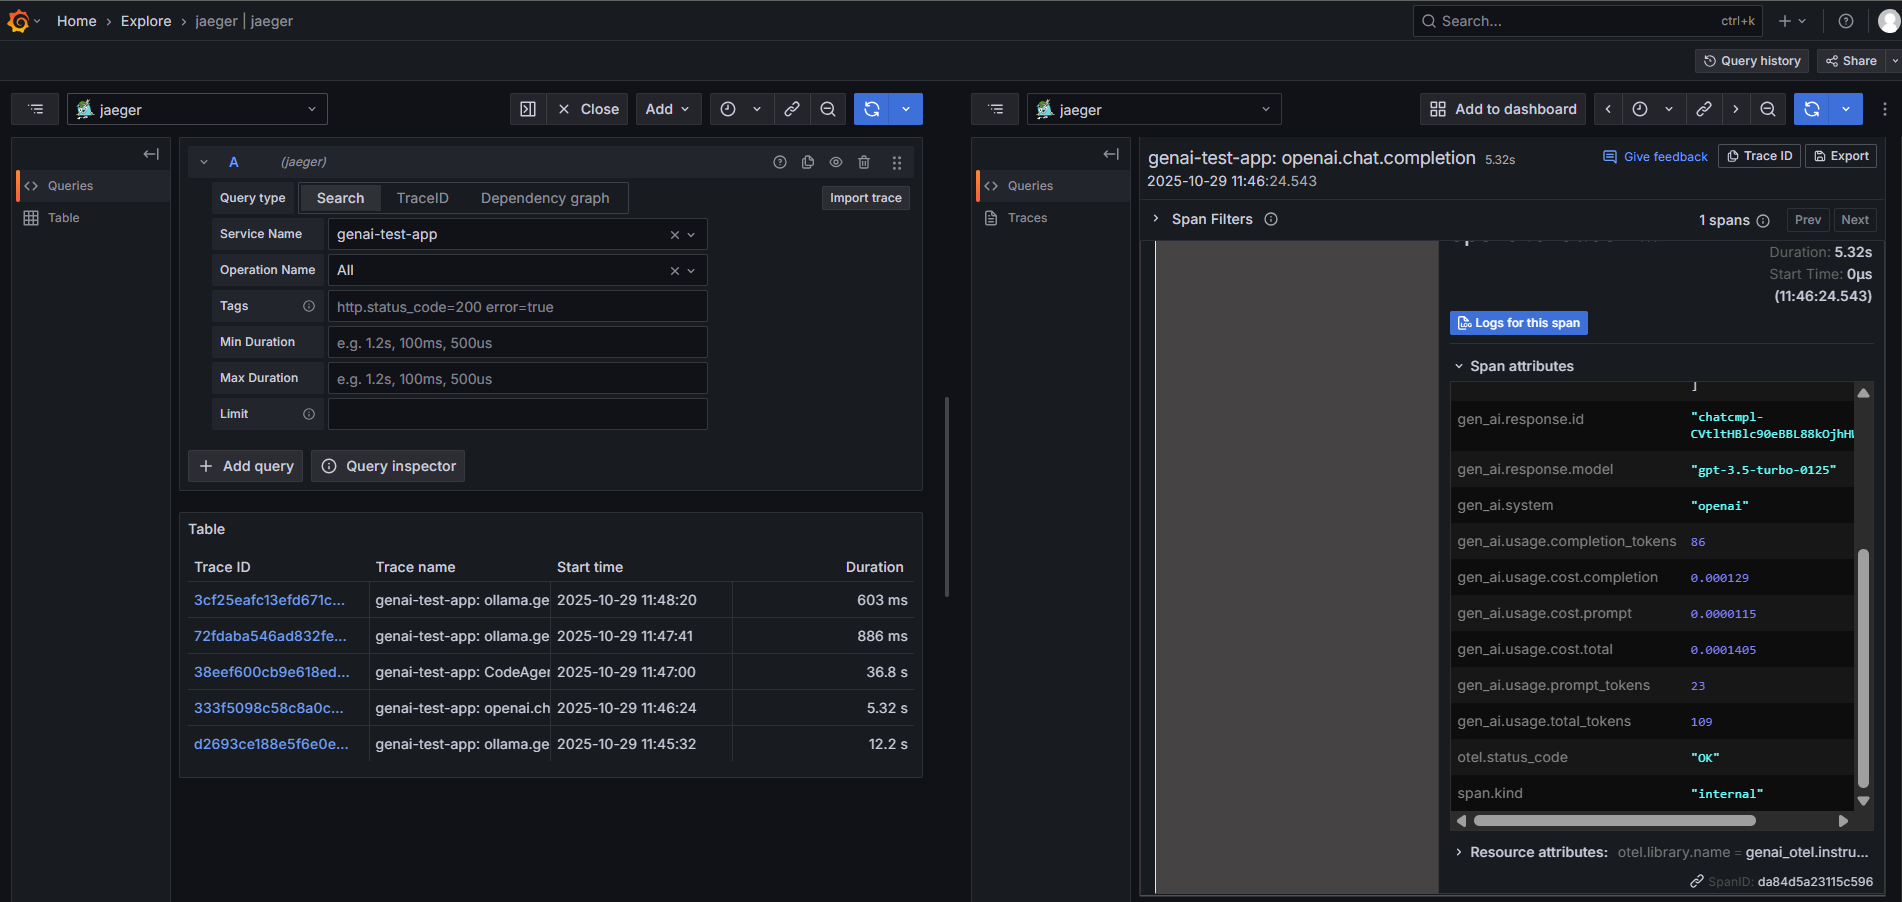 Home › Explore › jaeger | jaeger
Search... ctrl+k
Query history
Share
jaeger
Close
Add
Queries
Table
A (jaeger)
Query type Search TraceID Dependency graph Import trace
Service Name genai-test-app
Operation Name All
Tags http.status_code=200 error=true
Min Duration e.g. 1.2s, 100ms, 500us
Max Duration e.g. 1.2s, 100ms, 500us
Limit
Add query
Query inspector
Table
Trace ID Trace name Start time Duration
3cf25eafc13efd671c... genai-test-app: ollama.ge 2025-10-29 11:48:20 603 ms
72fdaba546ad832fe... genai-test-app: ollama.ge 2025-10-29 11:47:41 886 ms
38eef600cb9e618ed... genai-test-app: CodeAger 2025-10-29 11:47:00 36.8 s
333f5098c58c8a0c... genai-test-app: openai.ch 2025-10-29 11:46:24 5.32 s
d2693ce188e5f6e0e... genai-test-app: ollama.ge 2025-10-29 11:45:32 12.2 s
jaeger
Add to dashboard
Queries
Traces
genai-test-app: openai.chat.completion 5.32s
Give feedback
Trace ID
Export
2025-10-29 11:46:24.543
Span Filters
1 spans
Prev
Next
Duration: 5.32s
Start Time: 0μs
(11:46:24.543)
Logs for this span
Span attributes
]
gen_ai.response.id "chatcmpl-
CVtltHBlc90eBBL88kOjhH
gen_ai.response.model "gpt-3.5-turbo-0125"
gen_ai.system "openai"
gen_ai.usage.completion_tokens 86
gen_ai.usage.cost.completion 0.000129
gen_ai.usage.cost.prompt 0.0000115
gen_ai.usage.cost.total 0.0001405
gen_ai.usage.prompt_tokens 23
gen_ai.usage.total_tokens 109
otel.status_code "OK"
span.kind "internal"
Resource attributes: otel.library.name = genai_otel.instru...
SpanID: da84d5a23115c596